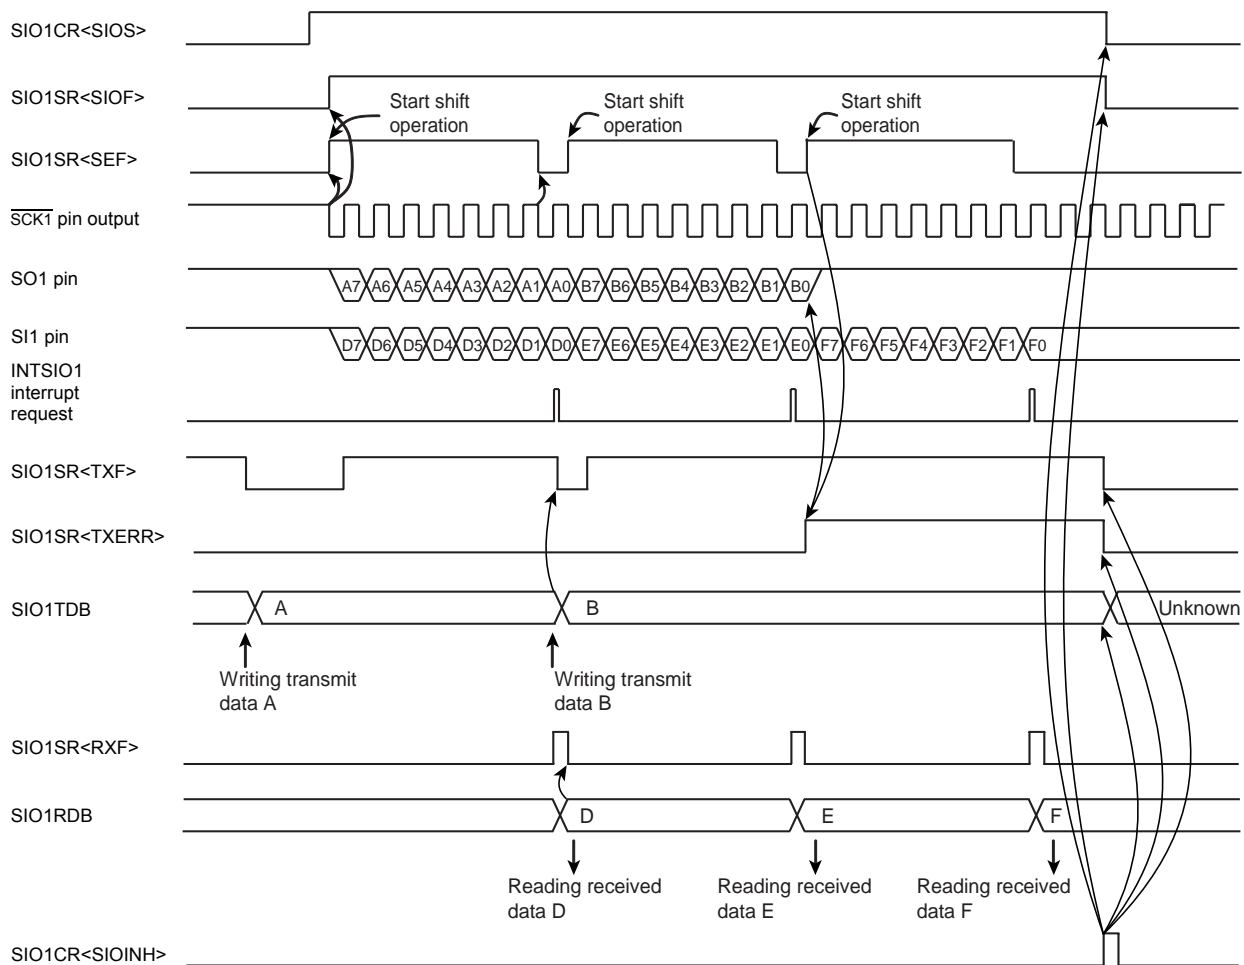 SIO1CR<SIOS>
SIO1SR<SIOF>
Start shift
operation
Start shift
operation
Start shift
operation
SIO1SR<SEF>
SCK1 pin output
SO1 pin
A7 A6 A5 A4 A3 A2 A1 A0 B7 B6 B5 B4 B3 B2 B1 B0
SI1 pin
D7 D6 D5 D4 D3 D2 D1 D0 E7 E6 E5 E4 E3 E2 E1 E0 F7 F6 F5 F4 F3 F2 F1 F0
INTSIO1
interrupt
request
SIO1SR<TXF>
SIO1SR<TXERR>
SIO1TDB
A
B
Unknown
Writing transmit
data A
Writing transmit
data B
SIO1SR<RXF>
SIO1RDB
D
E
F
Reading received
data D
Reading received
data E
Reading received
data F
SIO1CR<SIOINH>